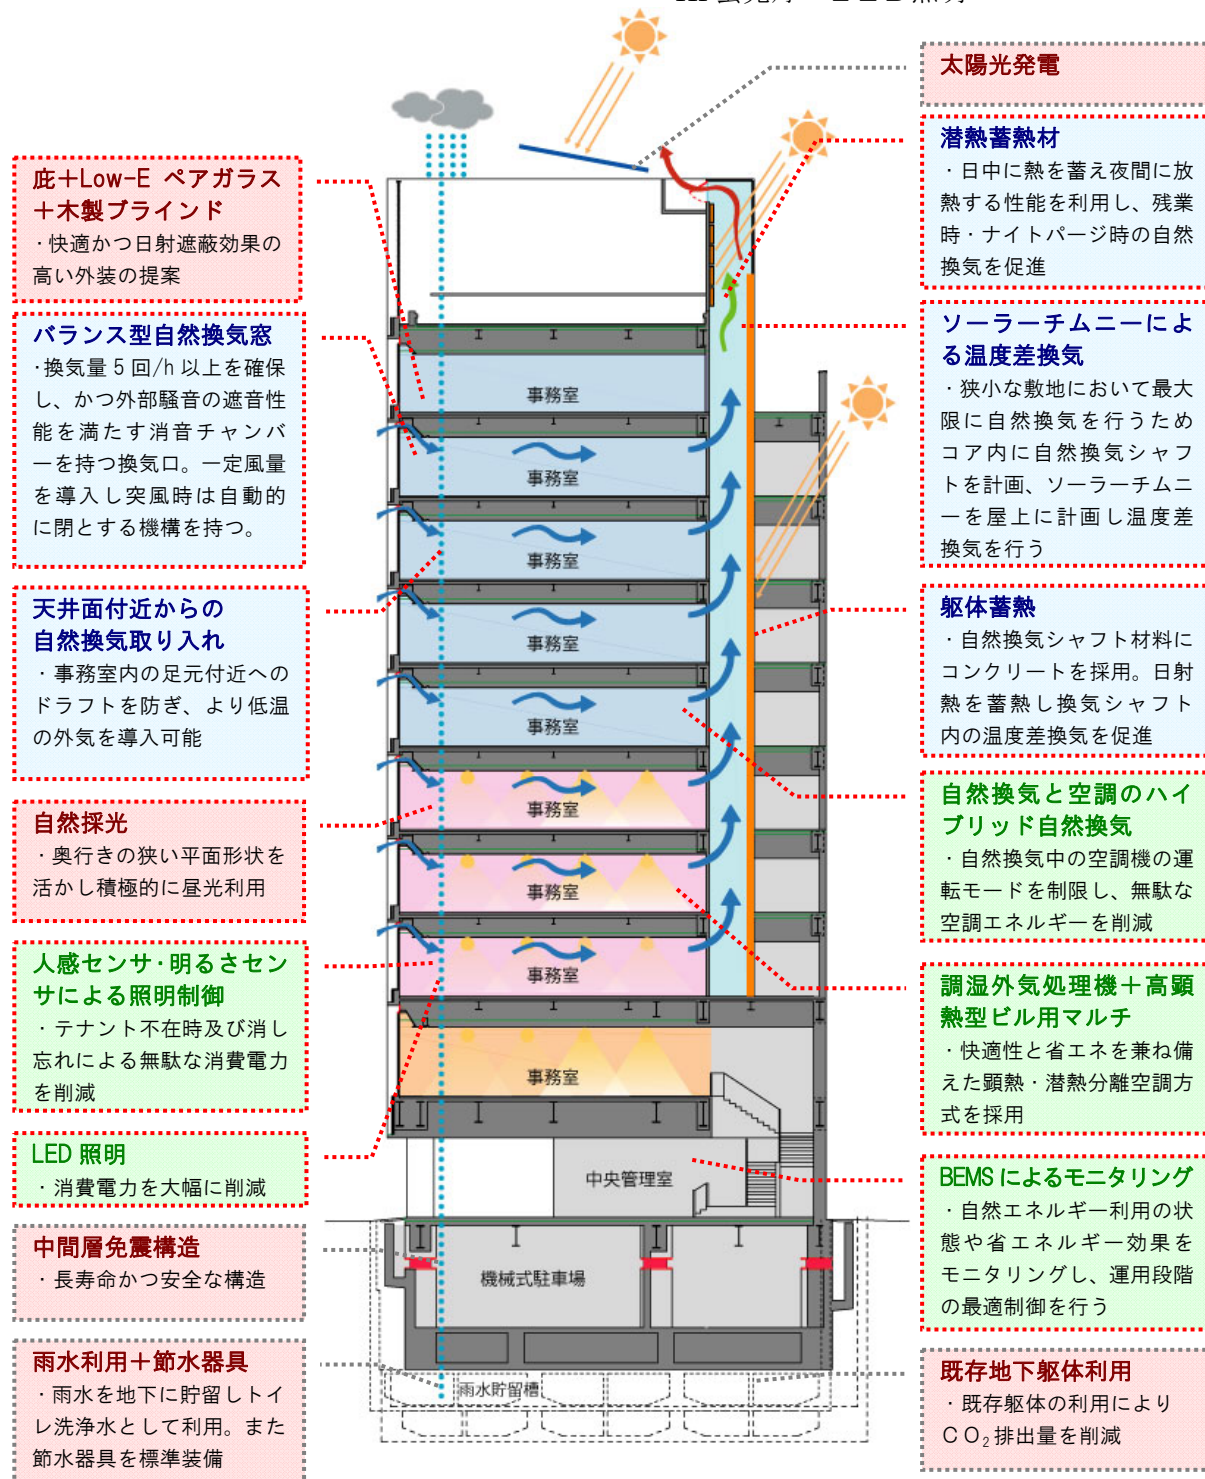 太陽光発電
潜熱蓄熱材
・日中に熱を蓄え夜間に放
熱する性能を利用し、残業
時・ナイトパージ時の自然
換気を促進
庇＋Low-E ペアガラス
＋木製ブラインド
・快適かつ日射遮蔽効果の
高い外装の提案
バランス型自然換気窓
・換気量 5 回/h 以上を確保
し、かつ外部騒音の遮音性
能を満たす消音チャンバ
ーを持つ換気口。一定風量
を導入し突風時は自動的
に閉とする機構を持つ。
ソーラーチムニーによ
る温度差換気
・狭小な敷地において最大
限に自然換気を行うため
コア内に自然換気シャフ
トを計画、ソーラーチムニ
ーを屋上に計画し温度差
換気を行う
天井面付近からの
自然換気取り入れ
・事務室内の足元付近への
ドラフトを防ぎ、より低温
の外気を導入可能
躯体蓄熱
・自然換気シャフト材料に
コンクリートを採用。日射
熱を蓄熱し換気シャフト
内の温度差換気を促進
自然採光
・奥行きの狭い平面形状を
活かし積極的に昼光利用
自然換気と空調のハイ
ブリッド自然換気
・自然換気中の空調機の運
転モードを制限し、無駄な
空調エネルギーを削減
人感センサ・明るさセン
サによる照明制御
・テナント不在時及び消し
忘れによる無駄な消費電力
を削減
調湿外気処理機＋高顕
熱型ビル用マルチ
・快適性と省エネを兼ね備
えた顕熱・潜熱分離空調方
式を採用
LED 照明
・消費電力を大幅に削減
BEMS によるモニタリング
・自然エネルギー利用の状
態や省エネルギー効果を
モニタリングし、運用段階
の最適制御を行う
中間層免震構造
・長寿命かつ安全な構造
雨水利用＋節水器具
・雨水を地下に貯留しトイ
レ洗浄水として利用。また
節水器具を標準装備
既存地下躯体利用
・既存躯体の利用により
ＣＯ₂排出量を削減
事務室
事務室
事務室
事務室
事務室
事務室
事務室
事務室
事務室
中央管理室
機械式駐車場
雨水貯留槽